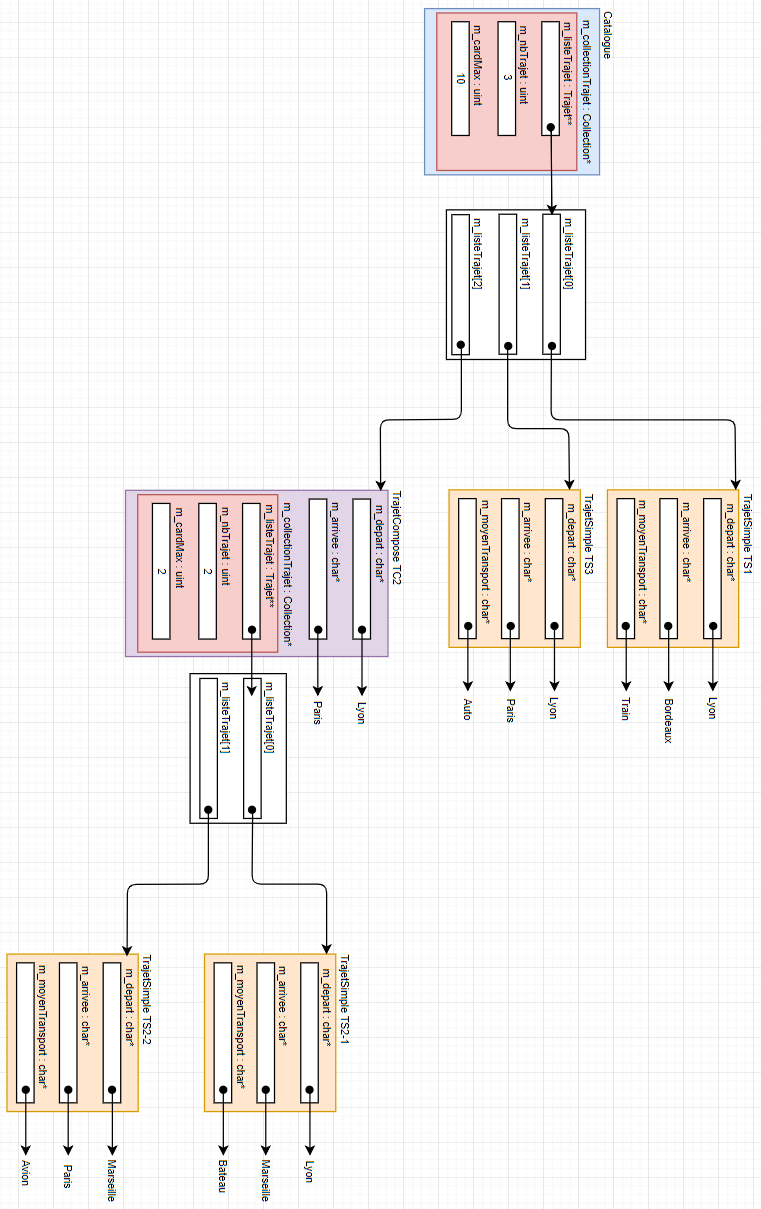 Catalogue
m_collectionTrajet : Collection*
m_listeTrajet : Trajet**
m_nbTrajet : uint
3
m_cardMax : uint
10
m_listeTrajet[0]
m_listeTrajet[1]
m_listeTrajet[2]
TrajetSimple TS1
m_depart : char*
Lyon
m_arrivee : char*
Bordeaux
m_moyenTransport : char*
Train
TrajetSimple TS3
m_depart : char*
Lyon
m_arrivee : char*
Paris
m_moyenTransport : char*
Auto
TrajetCompose TC2
m_depart : char*
Lyon
m_arrivee : char*
Paris
m_collectionTrajet : Collection*
m_listeTrajet : Trajet**
m_nbTrajet : uint
2
m_cardMax : uint
2
m_listeTrajet[0]
m_listeTrajet[1]
TrajetSimple TS2-1
m_depart : char*
Lyon
m_arrivee : char*
Marseille
m_moyenTransport : char*
Bateau
TrajetSimple TS2-2
m_depart : char*
Marseille
m_arrivee : char*
Paris
m_moyenTransport : char*
Avion